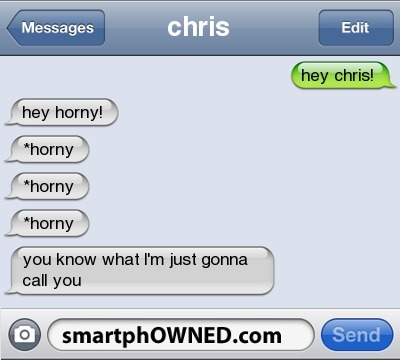 Messages
chris
Edit
hey chris!
hey horny!
*horny
*horny
*horny
you know what I'm just gonna
call you
smartphOWNED.com
Send